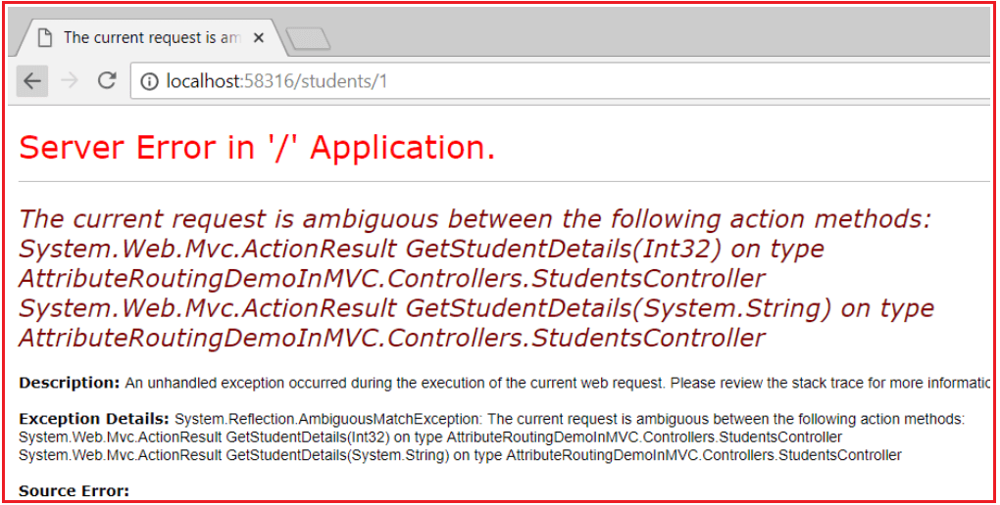 The current request is am
localhost:58316/students/1
Server Error in '/' Application.
The current request is ambiguous between the following action methods:
System.Web.Mvc.ActionResult GetStudentDetails(Int32) on type
AttributeRoutingDemoInMVC.Controllers.StudentsController
System.Web.Mvc.ActionResult GetStudentDetails(System.String) on type
AttributeRoutingDemoInMVC.Controllers.StudentsController
Description: An unhandled exception occurred during the execution of the current web request. Please review the stack trace for more informatio
Exception Details: System.Reflection.AmbiguousMatchException: The current request is ambiguous between the following action methods:
System.Web.Mvc.ActionResult GetStudentDetails(Int32) on type AttributeRoutingDemoInMVC.Controllers.StudentsController
System.Web.Mvc.ActionResult GetStudentDetails(System.String) on type AttributeRoutingDemoInMVC.Controllers.StudentsController
Source Error: